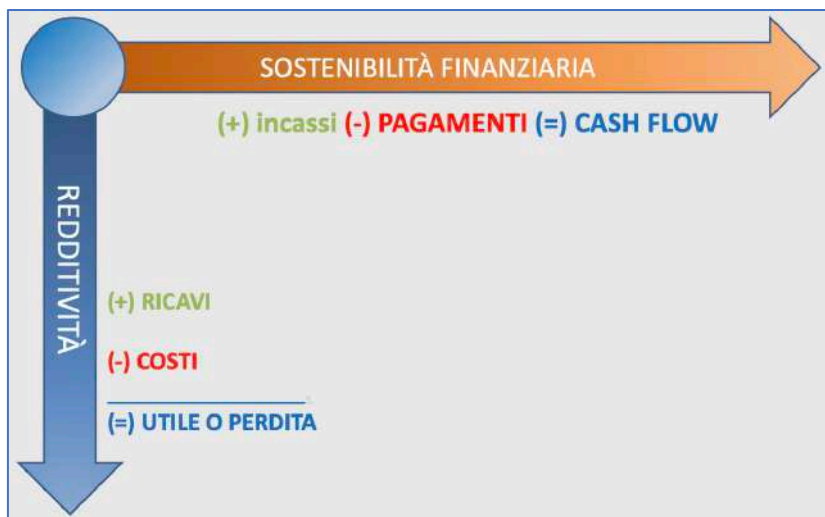 SOSTENIBILITÀ FINANZIARIA
(+) incassi (-) PAGAMENTI (=) CASH FLOW
REDDITIVITÀ
(+) RICAVI
(-) COSTI
(=) UTILE O PERDITA